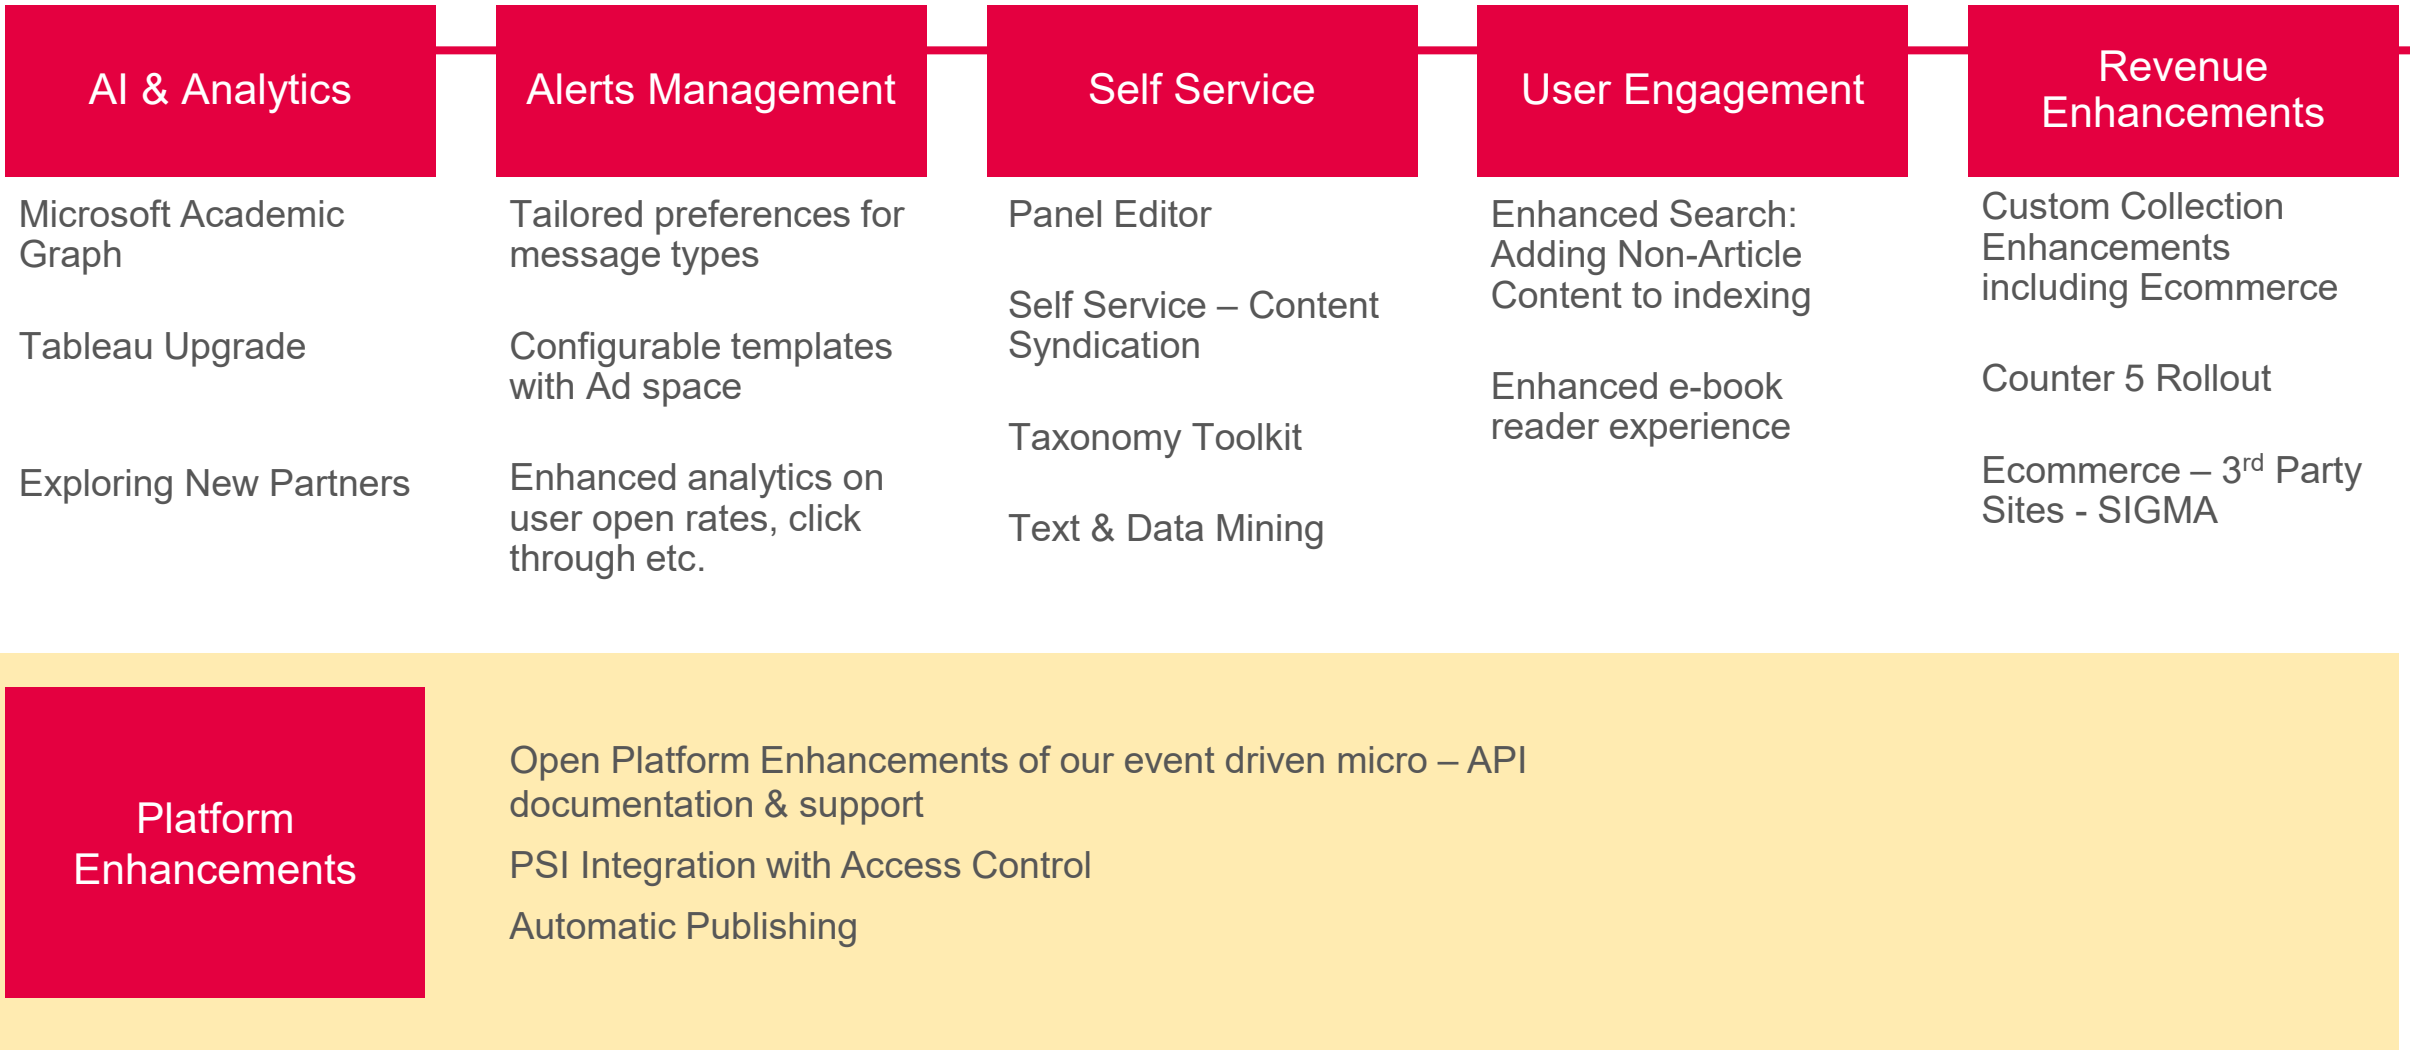 AI & Analytics
Microsoft Academic
Graph
Tableau Upgrade
Exploring New Partners
Alerts Management
Tailored preferences for
message types
Configurable templates
with Ad space
Enhanced analytics on
user open rates, click
through etc.
Self Service
Panel Editor
Self Service – Content
Syndication
Taxonomy Toolkit
Text & Data Mining
User Engagement
Enhanced Search:
Adding Non-Article
Content to indexing
Enhanced e-book
reader experience
Revenue
Enhancements
Custom Collection
Enhancements
including Ecommerce
Counter 5 Rollout
Ecommerce – 3rd Party
Sites - SIGMA
Platform
Enhancements
Open Platform Enhancements of our event driven micro – API
documentation & support
PSI Integration with Access Control
Automatic Publishing